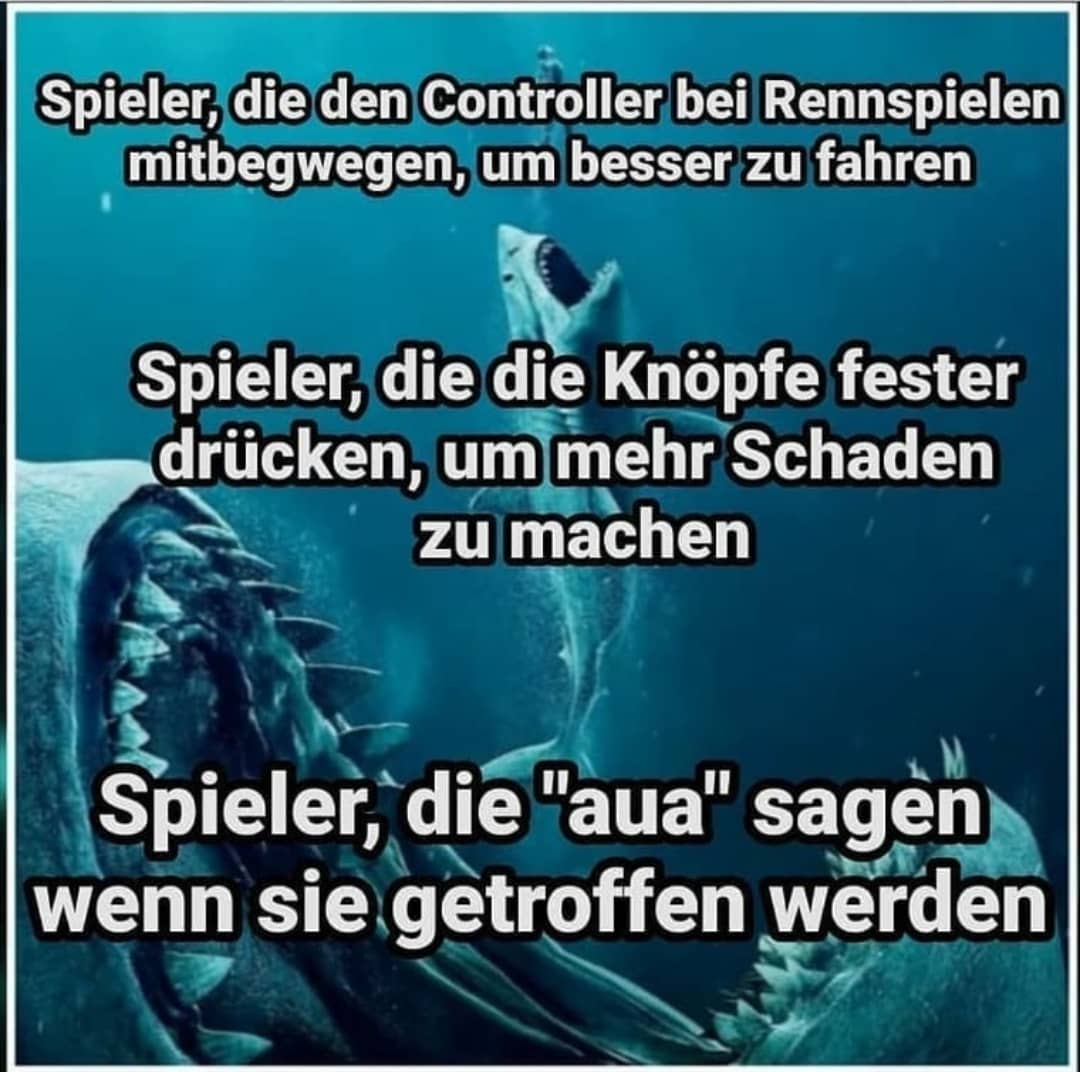 Spieler, die den Controller bei Rennspielen
mitbegwegen, um besser zu fahren
Spieler, die die Knöpfe fester
drücken, um mehr Schaden
zu machen
Spieler, die "aua" sagen
wenn sie getroffen werden